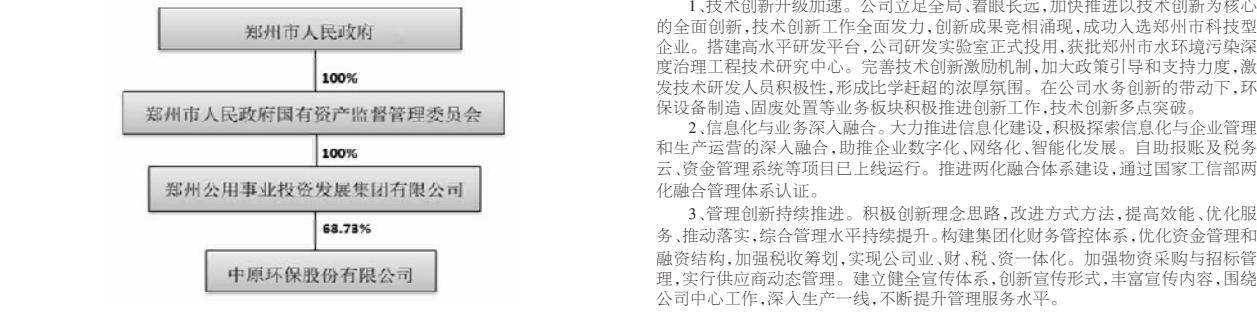 郑州市人民政府
100%
郑州市人民政府国有资产监督管理委员会
100%
郑州公用事业投资发展集团有限公司
68.73%
中原环保股份有限公司
1、技术创新升级加速。公司立足全局、着眼长远,加快推进以技术创新为核心
的全面创新,技术创新工作全面发力,创新成果竞相涌现,成功入选郑州市科技型
企业。搭建高水平研发平台,公司研发实验室正式投用,获批郑州市水环境污染深
度治理工程技术研究中心。完善技术创新激励机制,加大政策引导和支持力度,激
发技术研发人员积极性,形成比学赶超的浓厚氛围。在公司水务创新的带动下,环
保设备制造、固废处置等业务板块积极推进创新工作,技术创新多点突破。
2、信息化与业务深入融合。大力推进信息化建设,积极探索信息化与企业管理
和生产运营的深入融合,助推企业数字化、网络化、智能化发展。自助报账及税务
云、资金管理系统等项目已上线运行。推进两化融合体系建设,通过国家工信部两
化融合管理体系认证。
3、管理创新持续推进。积极创新理念思路,改进方式方法,提高效能、优化服
务、推动落实,综合管理水平持续提升。构建集团化财务管控体系,优化资金管理和
融资结构,加强税收筹划,实现公司业、财、税、资一体化。加强物资采购与招标管
理,实行供应商动态管理。建立健全宣传体系,创新宣传形式,丰富宣传内容,围绕
公司中心工作,深入生产一线,不断提升管理服务水平。